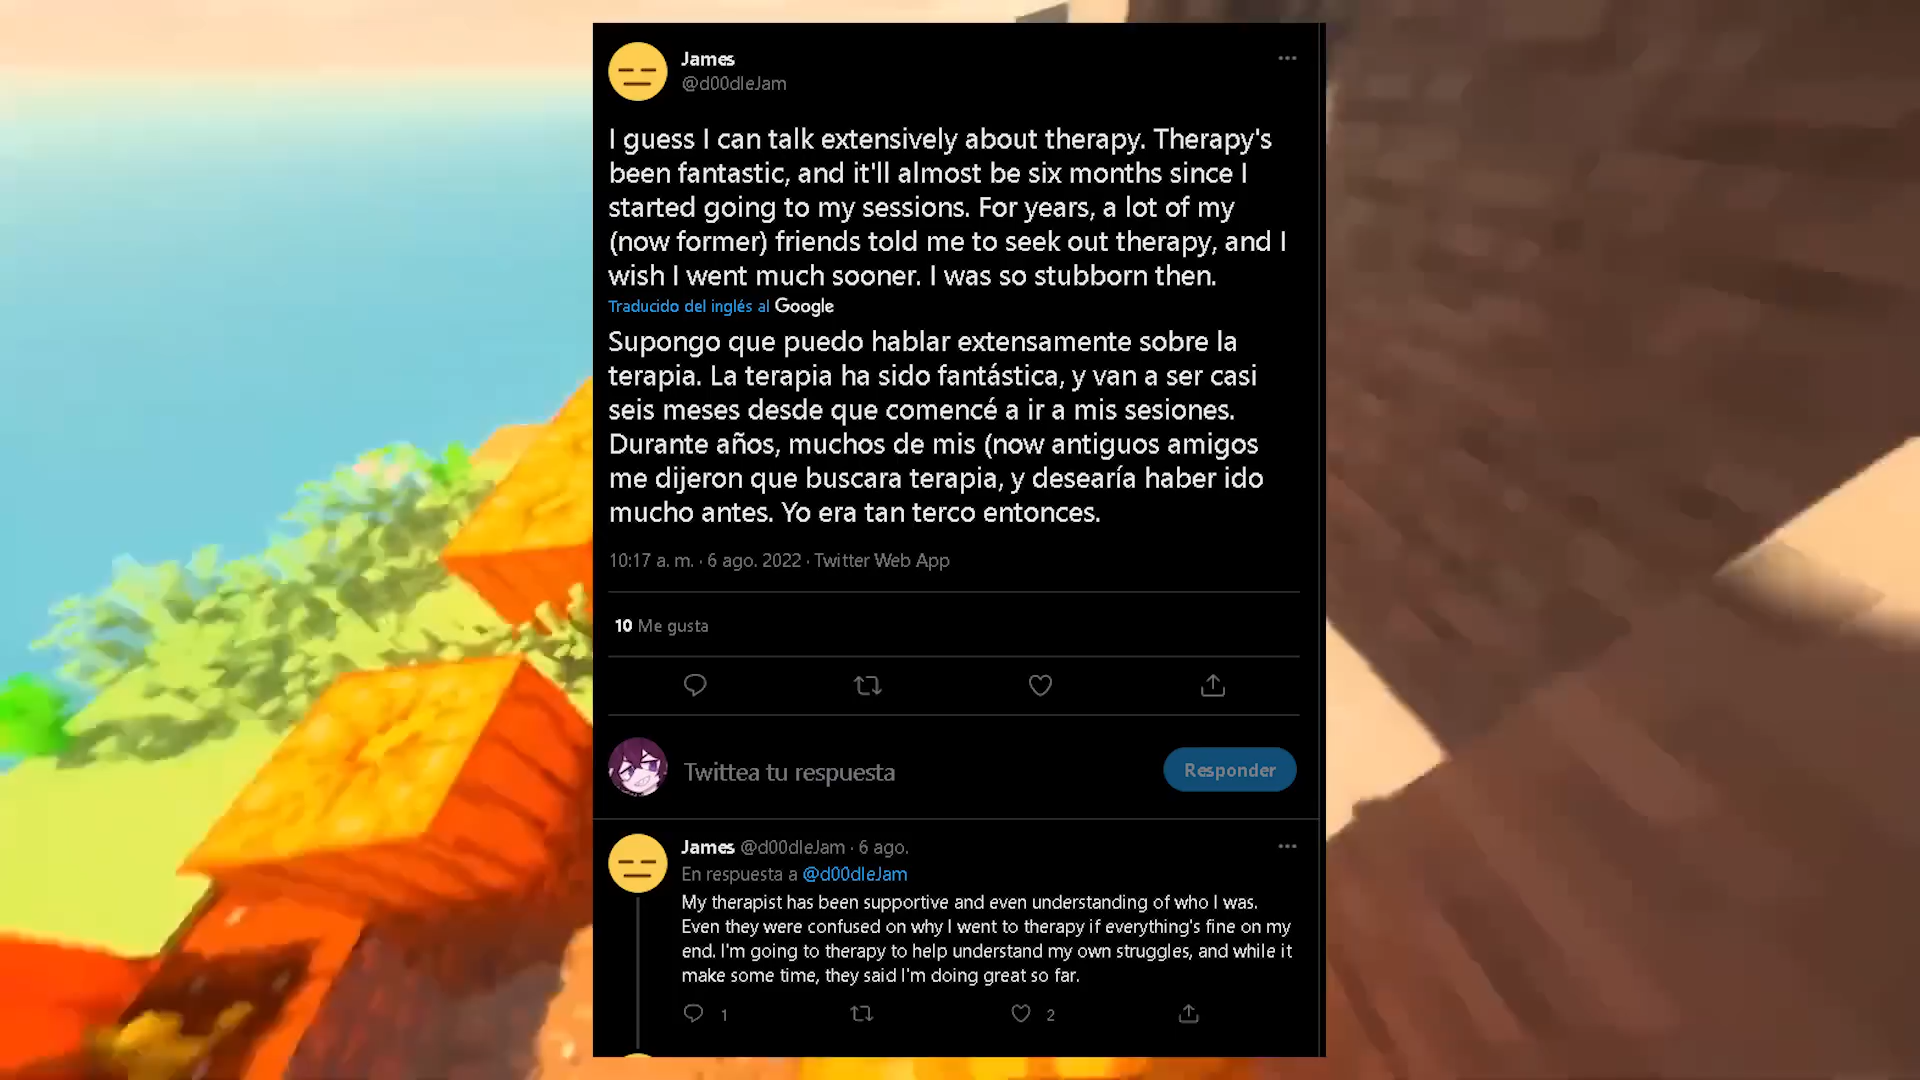 James
@d00dleJam
I guess I can talk extensively about therapy. Therapy's
been fantastic, and it'll almost be six months since I
started going to my sessions. For years, a lot of my
(now former) friends told me to seek out therapy, and I
wish I went much sooner. I was so stubborn then.
Traducido del inglés al Google
Supongo que puedo hablar extensamente sobre la
terapia. La terapia ha sido fantástica, y van a ser casi
seis meses desde que comencé a ir a mis sesiones.
Durante años, muchos de mis (now antiguos amigos
me dijeron que buscara terapia, y desearía haber ido
mucho antes. Yo era tan terco entonces.
10:17 a. m. · 6 ago. 2022 · Twitter Web App
10 Me gusta
Twittea tu respuesta
Responder
James @d00dleJam · 6 ago.
En respuesta a @d00dleJam
My therapist has been supportive and even understanding of who I was.
Even they were confused on why I went to therapy if everything's fine on my
end. I'm going to therapy to help understand my own struggles, and while it
make some time, they said I'm doing great so far.
1 2